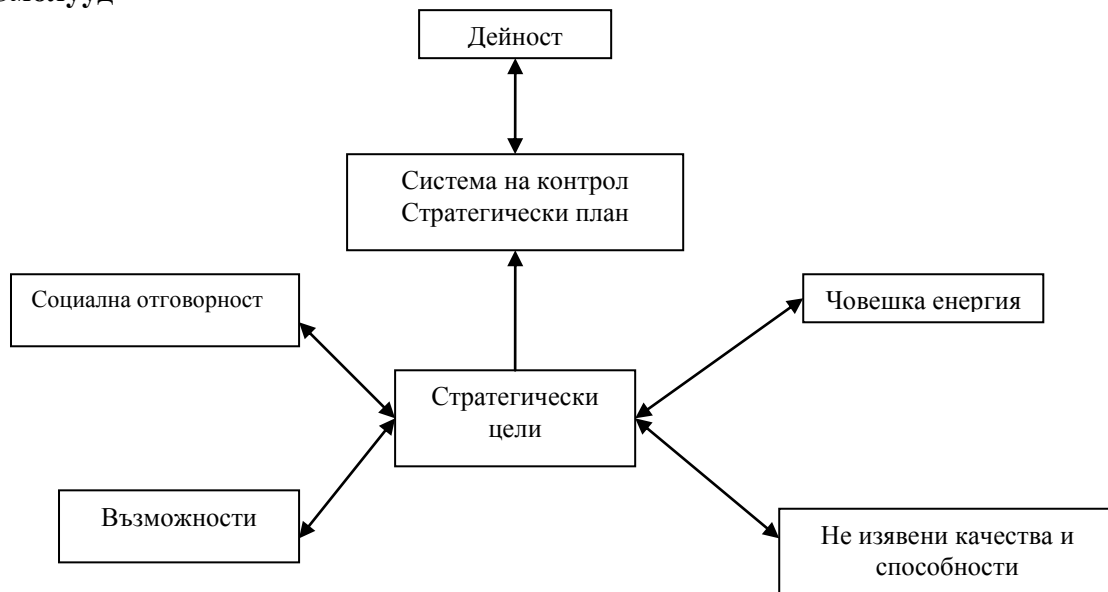 Дейност
Система на контрол
Стратегически план
Социална отговорност
Човешка енергия
Стратегически
цели
Възможности
Не изявени качества и
способности